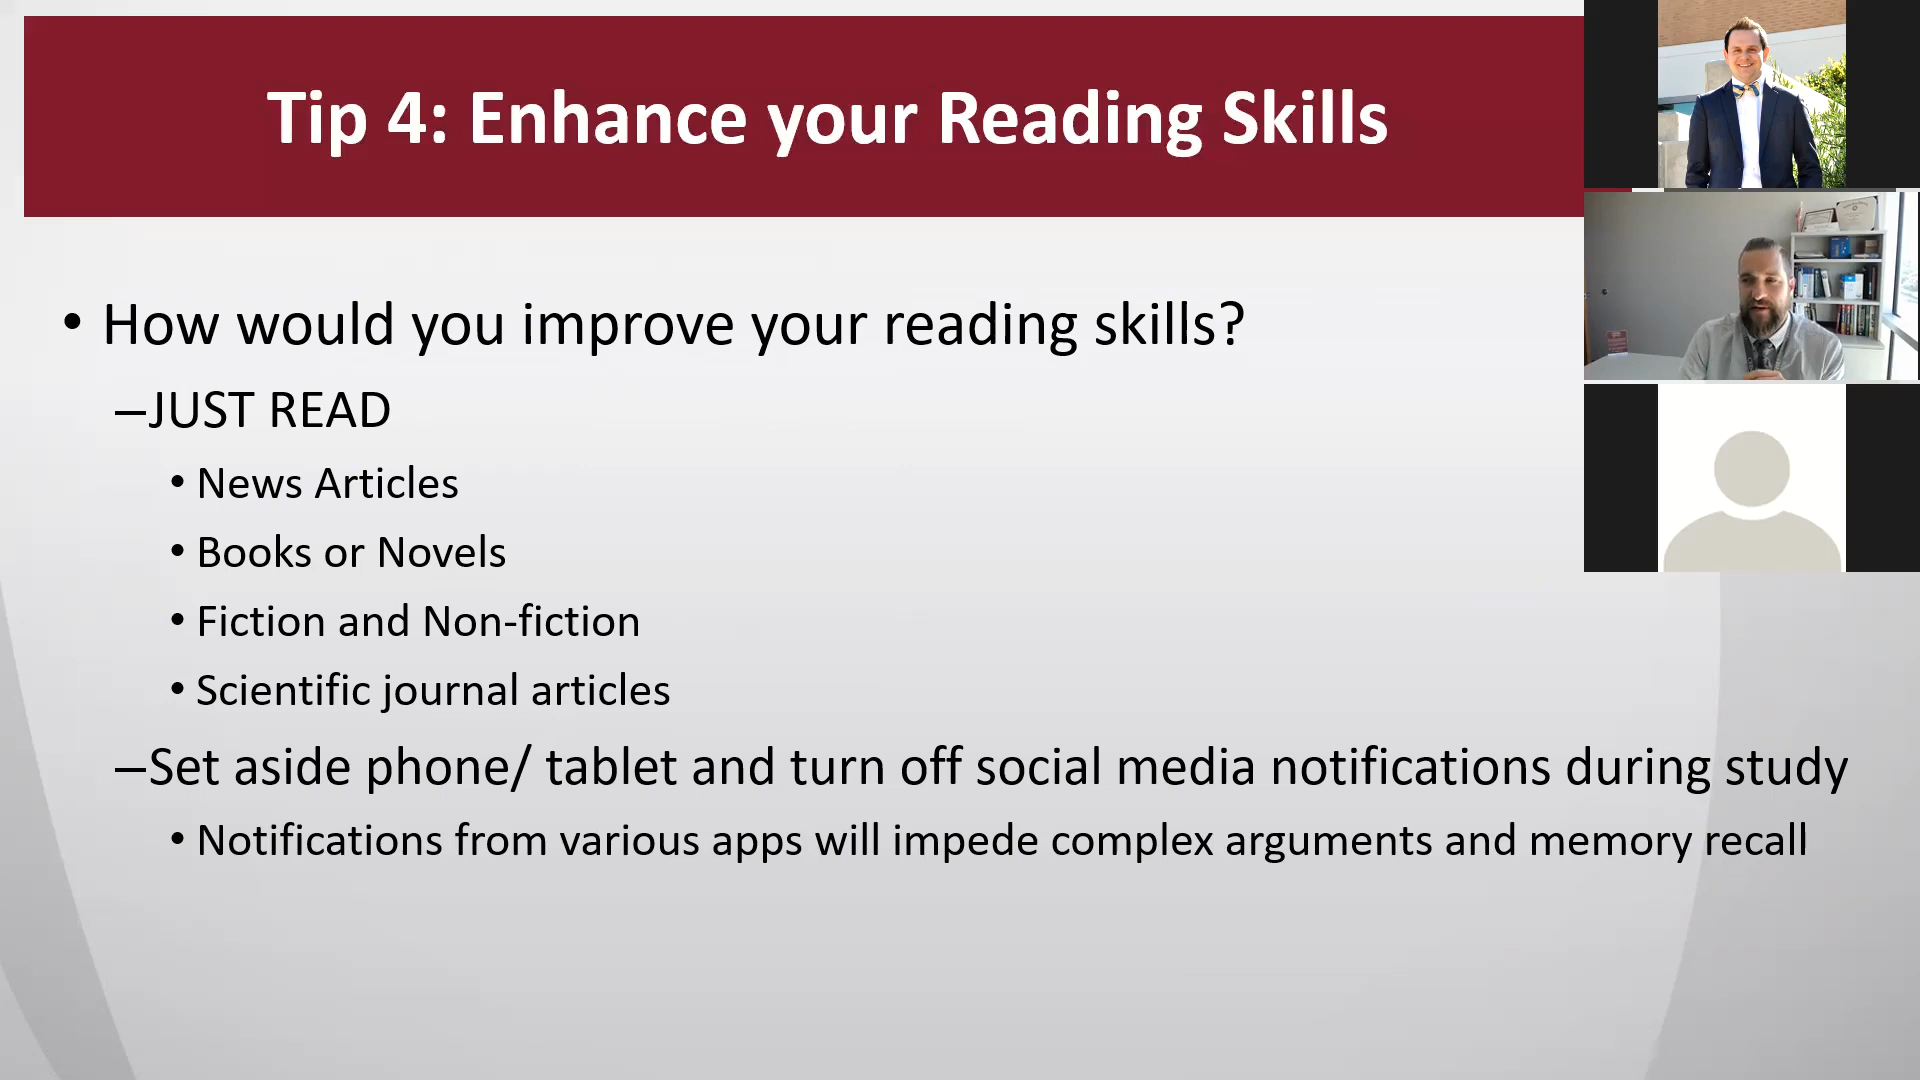 Tip 4: Enhance your Reading Skills
• How would you improve your reading skills?
–JUST READ
• News Articles
• Books or Novels
• Fiction and Non-fiction
• Scientific journal articles
–Set aside phone/ tablet and turn off social media notifications during study
• Notifications from various apps will impede complex arguments and memory recall